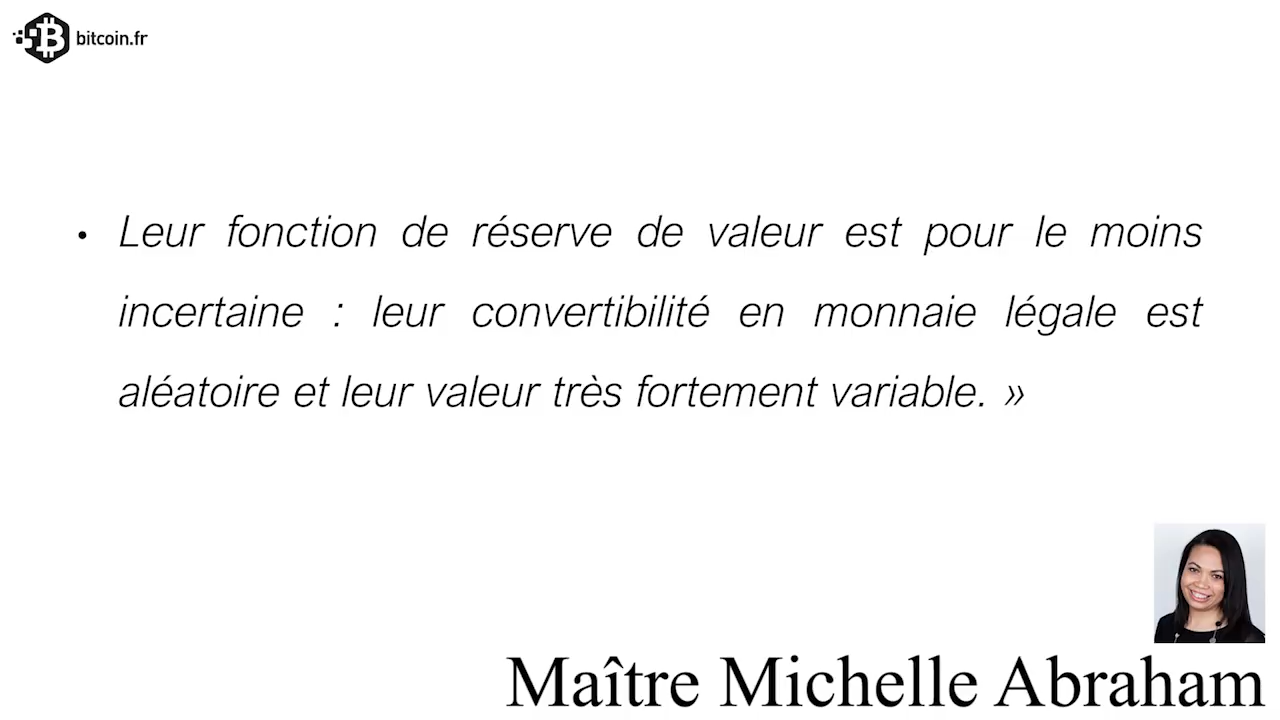 bitcoin.fr
• Leur fonction de réserve de valeur est pour le moins
incertaine : leur convertibilité en monnaie légale est
aléatoire et leur valeur très fortement variable. »
Maître Michelle Abraham